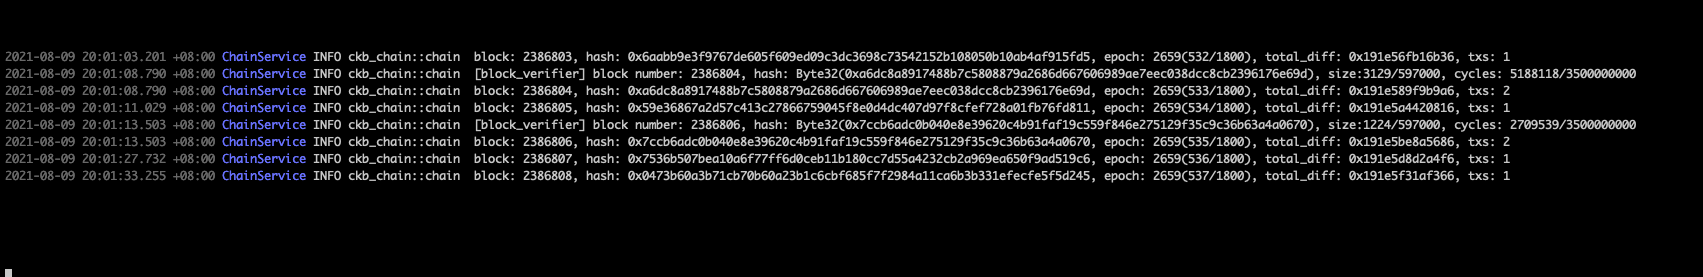 2021-08-09 20:01:03.201 +08:00 ChainService INFO ckb_chain::chain  block: 2386803, hash: 0x6aabb9e3f9767de605f609ed09c3dc3698c73542152b108050b10ab4af915fd5, epoch: 2659(532/1800), total_diff: 0x191e56fb16b36, txs: 1
2021-08-09 20:01:08.790 +08:00 ChainService INFO ckb_chain::chain  [block_verifier] block number: 2386804, hash: Byte32(0xa6dc8a8917488b7c5808879a2686d667606989ae7eec038dcc8cb2396176e69d), size:3129/597000, cycles: 5188118/3500000000
2021-08-09 20:01:08.790 +08:00 ChainService INFO ckb_chain::chain  block: 2386804, hash: 0xa6dc8a8917488b7c5808879a2686d667606989ae7eec038dcc8cb2396176e69d, epoch: 2659(533/1800), total_diff: 0x191e589f9b9a6, txs: 2
2021-08-09 20:01:11.029 +08:00 ChainService INFO ckb_chain::chain  block: 2386805, hash: 0x59e36867a2d57c413c27866759045f8e0d4dc407d97f8cfef728a01fb76fd811, epoch: 2659(534/1800), total_diff: 0x191e5a4420816, txs: 1
2021-08-09 20:01:13.503 +08:00 ChainService INFO ckb_chain::chain  [block_verifier] block number: 2386806, hash: Byte32(0x7ccb6adc0b040e8e39620c4b91faf19c559f846e275129f35c9c36b63a4a0670), size:1224/597000, cycles: 2709539/3500000000
2021-08-09 20:01:13.503 +08:00 ChainService INFO ckb_chain::chain  block: 2386806, hash: 0x7ccb6adc0b040e8e39620c4b91faf19c559f846e275129f35c9c36b63a4a0670, epoch: 2659(535/1800), total_diff: 0x191e5be8a5686, txs: 2
2021-08-09 20:01:27.732 +08:00 ChainService INFO ckb_chain::chain  block: 2386807, hash: 0x7536b507bea10a6f77ff6d0ceb11b180cc7d55a4232cb2a969ea650f9ad519c6, epoch: 2659(536/1800), total_diff: 0x191e5d8d2a4f6, txs: 1
2021-08-09 20:01:33.255 +08:00 ChainService INFO ckb_chain::chain  block: 2386808, hash: 0x0473b60a3b71cb70b60a23b1c6cbf685f7f2984a11ca6b3b331efecfe5f5d245, epoch: 2659(537/1800), total_diff: 0x191e5f31af366, txs: 1